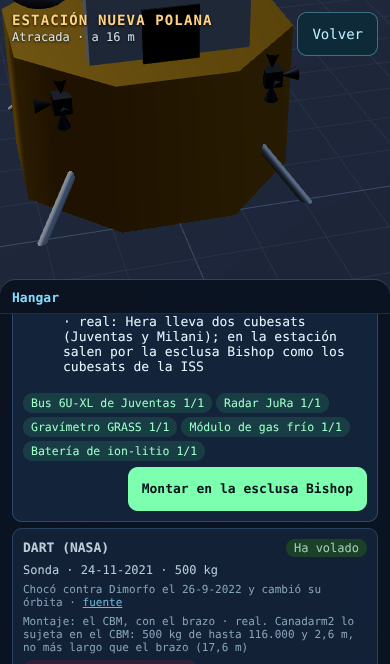 ESTACIÓN NUEVA POLANA
Atracada · a 16 m
Volver
Hangar
· real: Hera lleva dos cubesats
(Juventas y Milani); en la estación
salen por la esclusa Bishop como los
cubesats de la ISS
Bus 6U-XL de Juventas 1/1 Radar JuRa 1/1
Gravímetro GRASS 1/1 Módulo de gas frío 1/1
Batería de ion-litio 1/1
Montar en la esclusa Bishop
DART (NASA) Ha volado
Sonda · 24-11-2021 · 500 kg
Chocó contra Dimorfo el 26-9-2022 y cambió su
órbita · fuente
Montaje: el CBM, con el brazo · real. Canadarm2 lo
sujeta en el CBM: 500 kg de hasta 116.000 y 2,6 m,
no más largo que el brazo (17,6 m)